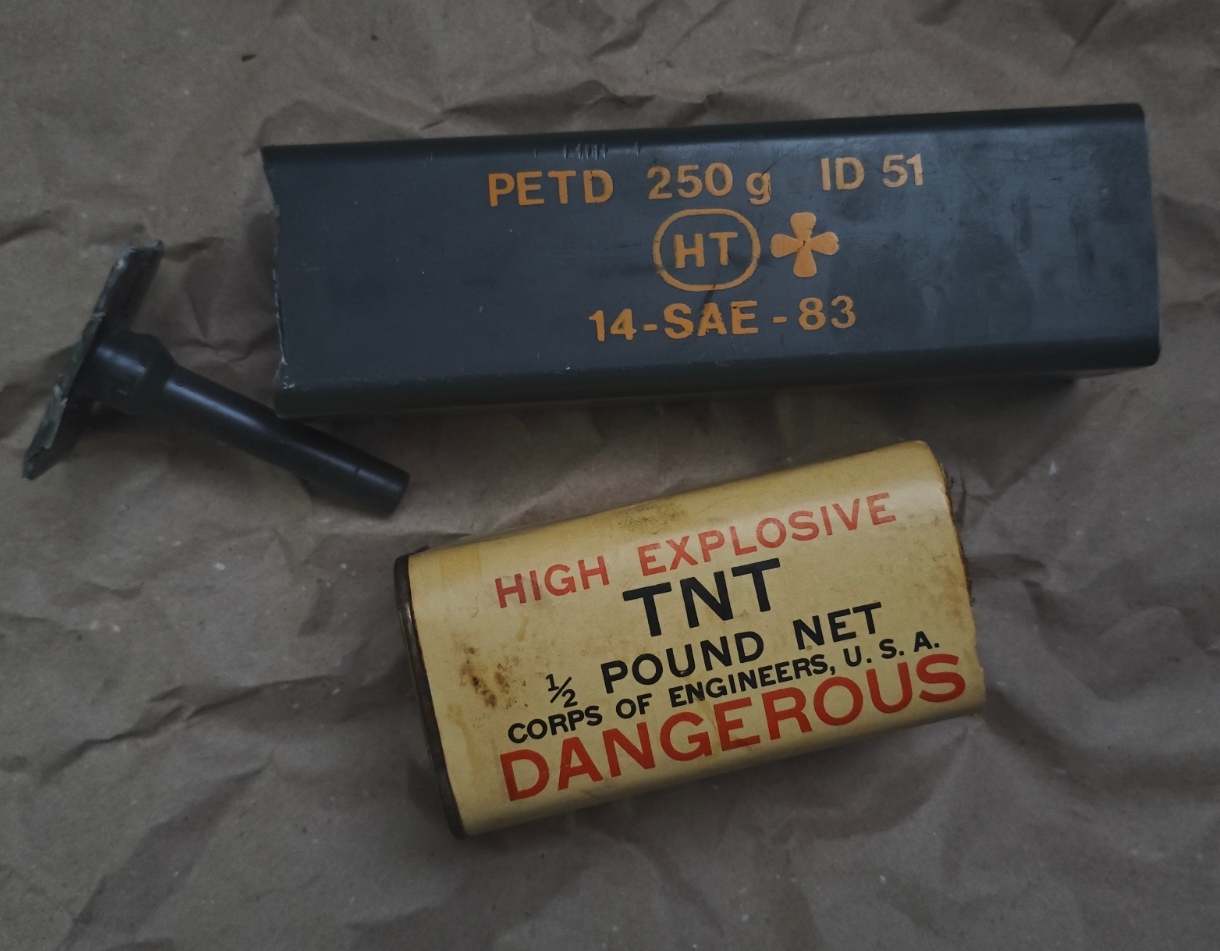 PETD 250 g ID 51
HT
14-SAE-83
HIGH EXPLOSIVE
TNT
½ POUND NET
CORPS OF ENGINEERS, U. S. A.
DANGEROUS